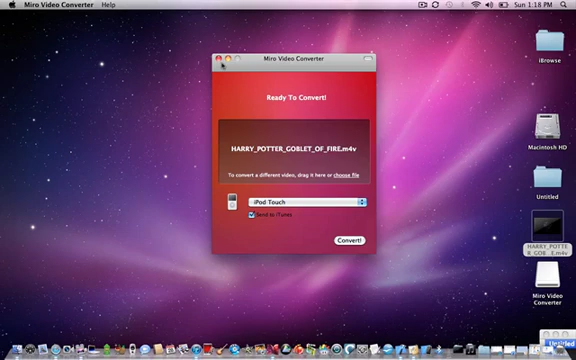 Miro Video Converter Help
Sun 1:18 PM
Miro Video Converter
Ready To Convert!
HARRY_POTTER_GOBLET_OF_FIRE.m4v
To convert a different video, drag it here or choose file
iPod Touch
Send to iTunes
Convert!
iBrowse
Macintosh HD
Untitled
HARRY_POTTE
R_GOB...E.m4v
Miro Video
Converter
Untitled